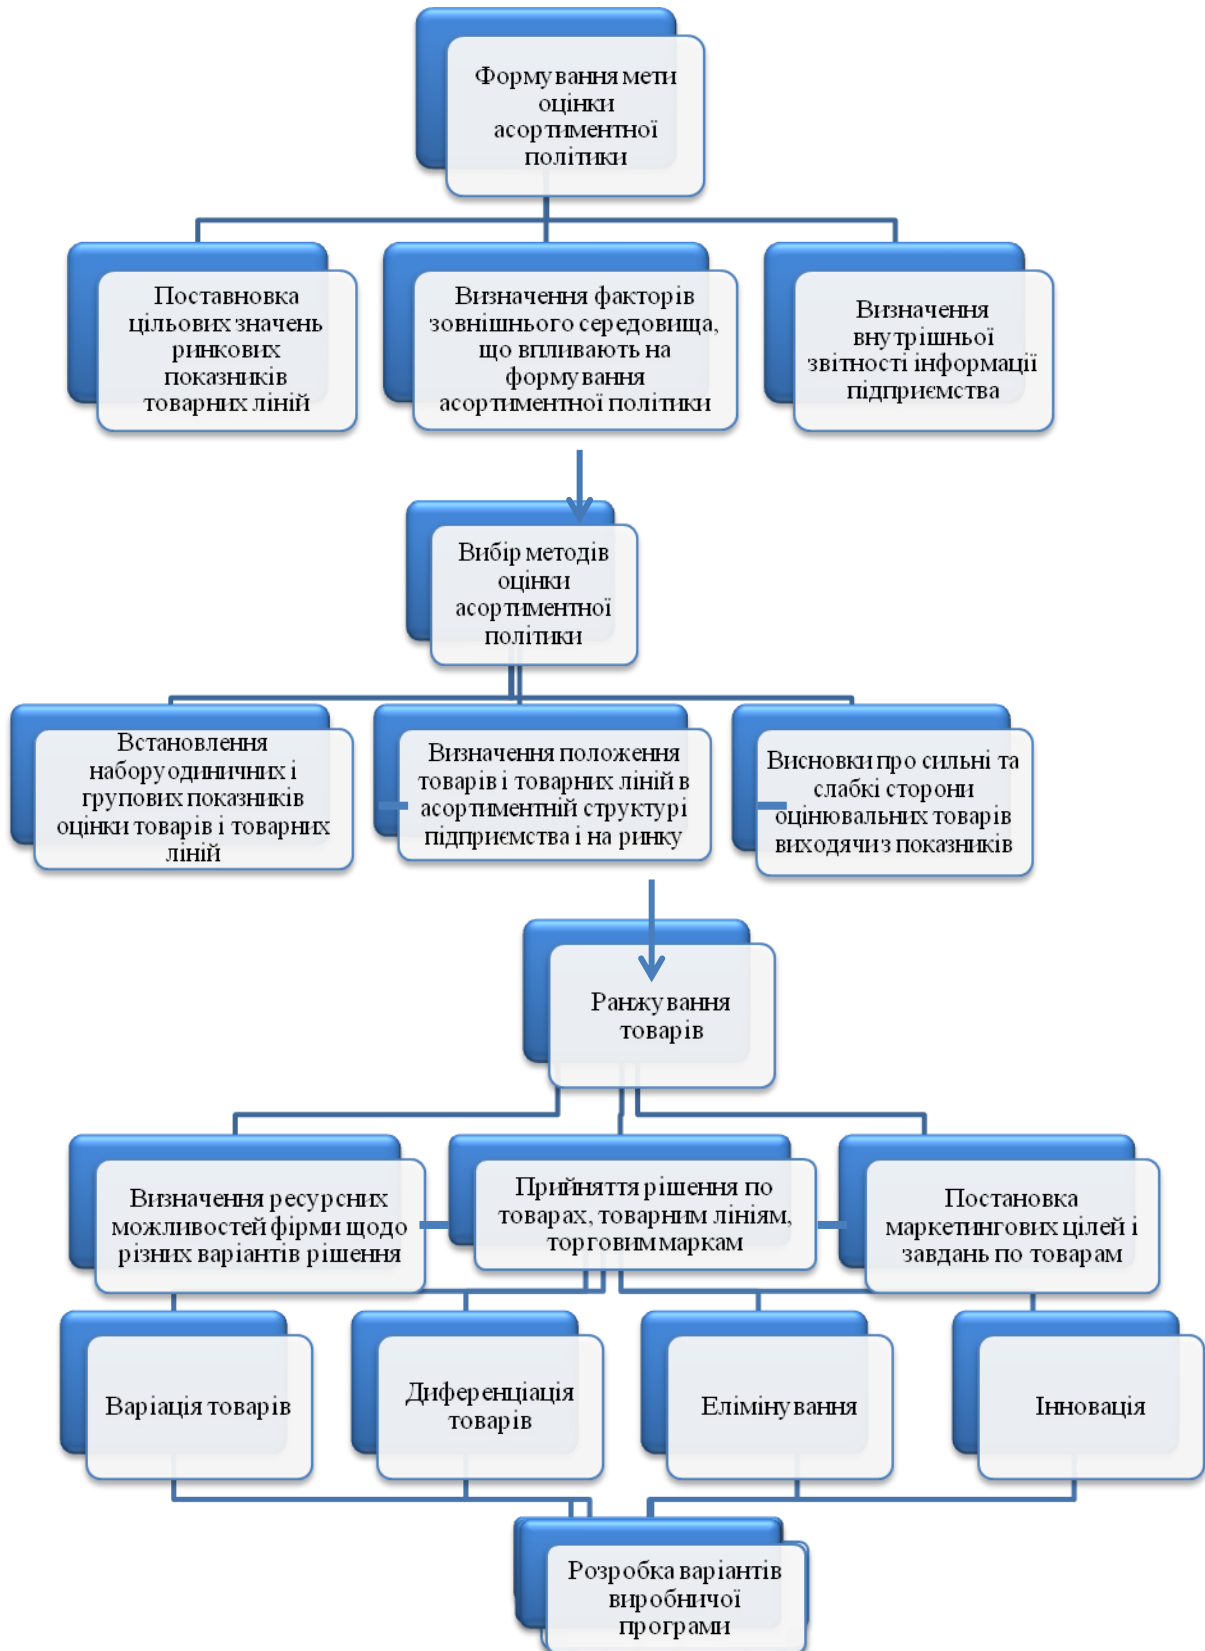 Формування мети
оцінки
асортиментної
політики
Поставновка
цільових значень
ринкових
показників
товарних ліній
Визначення факторів
зовнішнього середовища,
що впливають на
формування
асортиментної політики
Визначення
внутрішньої
звітності інформації
підприємства
Вибір методів
оцінки
асортиментної
політики
Встановлення
наборуодиничних і
групових показників
оцінки товарів і товарних
ліній
Визначення положення
товарів і товарних ліній в
асортиментній структурі
підприємства і на ринку
Висновки про сильні та
слабкі сторони
оцінювальних товарів
виходячи з показників
Ранжування
товарів
Визначення ресурсних
можливостей фірми щодо
різних варіантів рішення
Прийняття рішення по
товарах, товарним лініям,
торговим маркам
Постановка
маркетингових цілей і
завдань по товарам
Варіація товарів
Диференціація
товарів
Елімінування
Інновація
Розробка варіантів
виробничої
програми